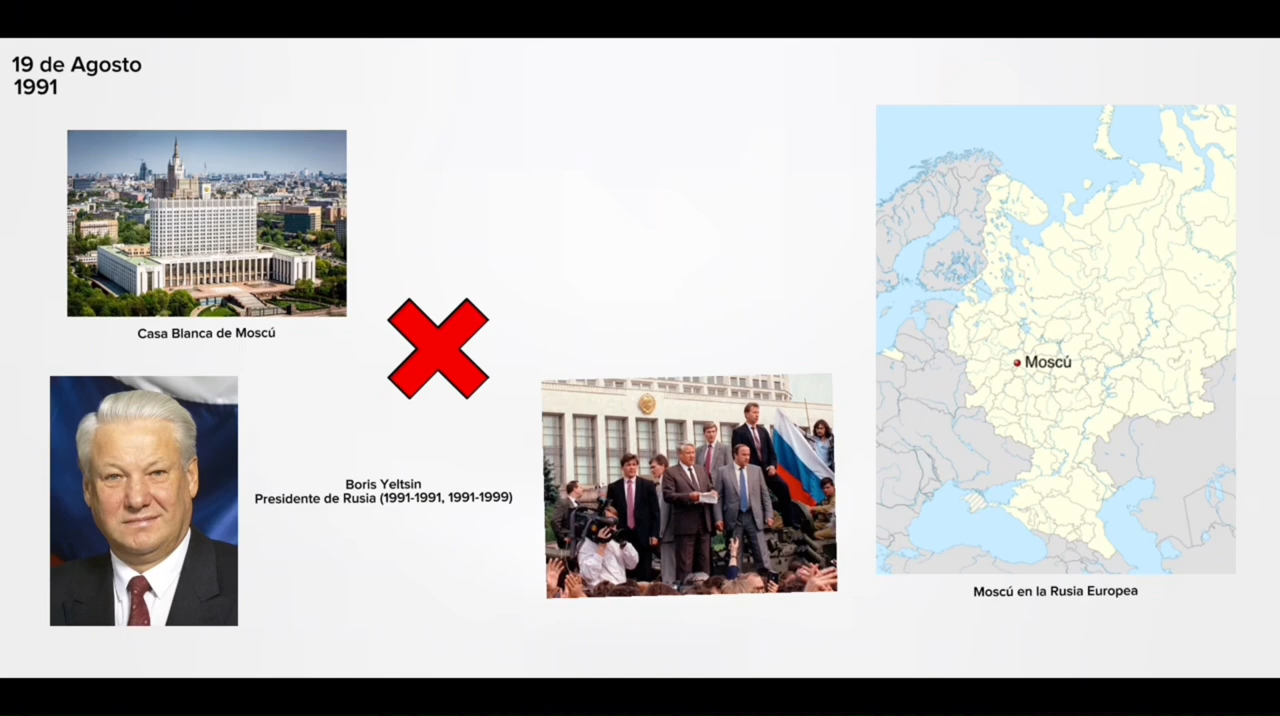 19 de Agosto
1991
Casa Blanca de Moscú
Boris Yeltsin
Presidente de Rusia (1991-1991, 1991-1999)
Moscú
Moscú en la Rusia Europea